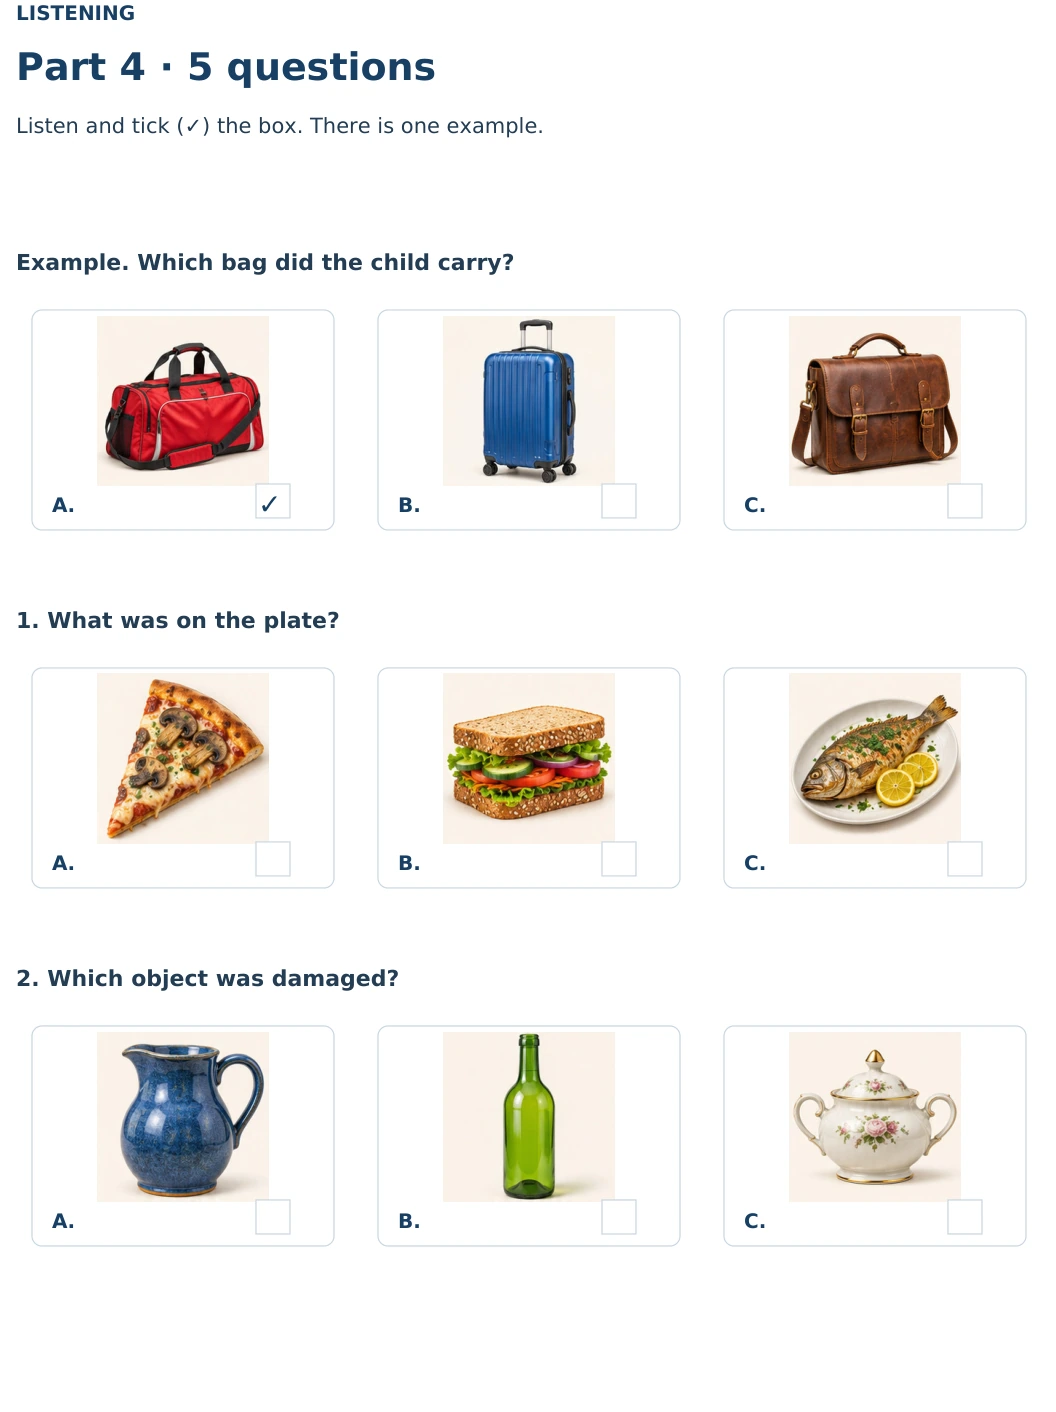 LISTENING
Part 4 · 5 questions
Listen and tick (✓) the box. There is one example.
Example. Which bag did the child carry?
A. ✓ B. C.
1. What was on the plate?
A. B. C.
2. Which object was damaged?
A. B. C.